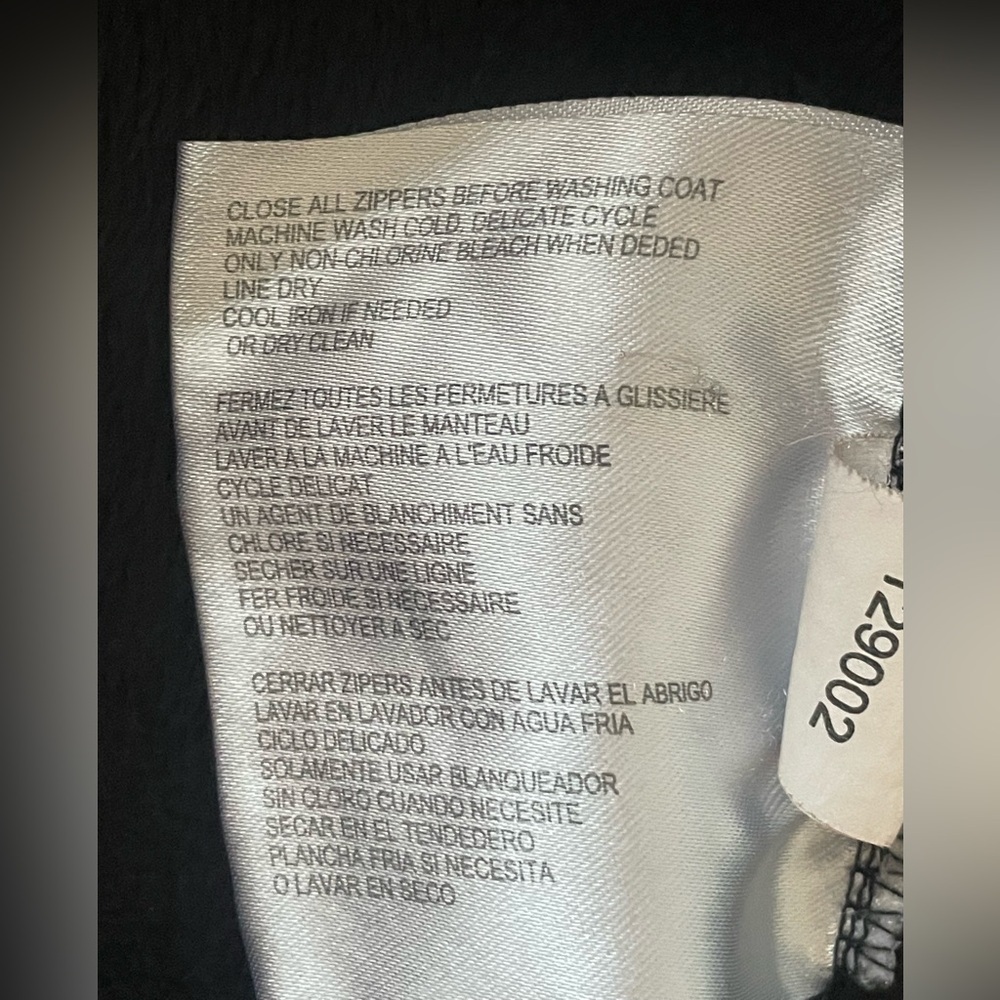 CLOSE ALL ZIPPERS BEFORE WASHING COAT
MACHINE WASH COLD. DELICATE CYCLE
ONLY NON-CHLORINE BLEACH WHEN DEDED
LINE DRY
COOL IRON IF NEEDED
OR DRY CLEAN
FERMEZ TOUTES LES FERMETURES A GLISSIERE
AVANT DE LAVER LE MANTEAU
LAVER A LA MACHINE A L'EAU FROIDE
CYCLE DELICAT
UN AGENT DE BLANCHIMENT SANS
CHLORE SI NECESSAIRE
SECHER SUR UNE LIGNE
FER FROIDE SI NECESSAIRE
OU NETTOYER A SEC
CERRAR ZIPERS ANTES DE LAVAR EL ABRIGO
LAVAR EN LAVADOR CON AGUA FRIA
CICLO DELICADO
SOLAMENTE USAR BLANQUEADOR
SIN CLORO CUANDO NECESITE
SECAR EN EL TENDEDERO
PLANCHA FRIA SI NECESITA
O LAVAR EN SECO
129002